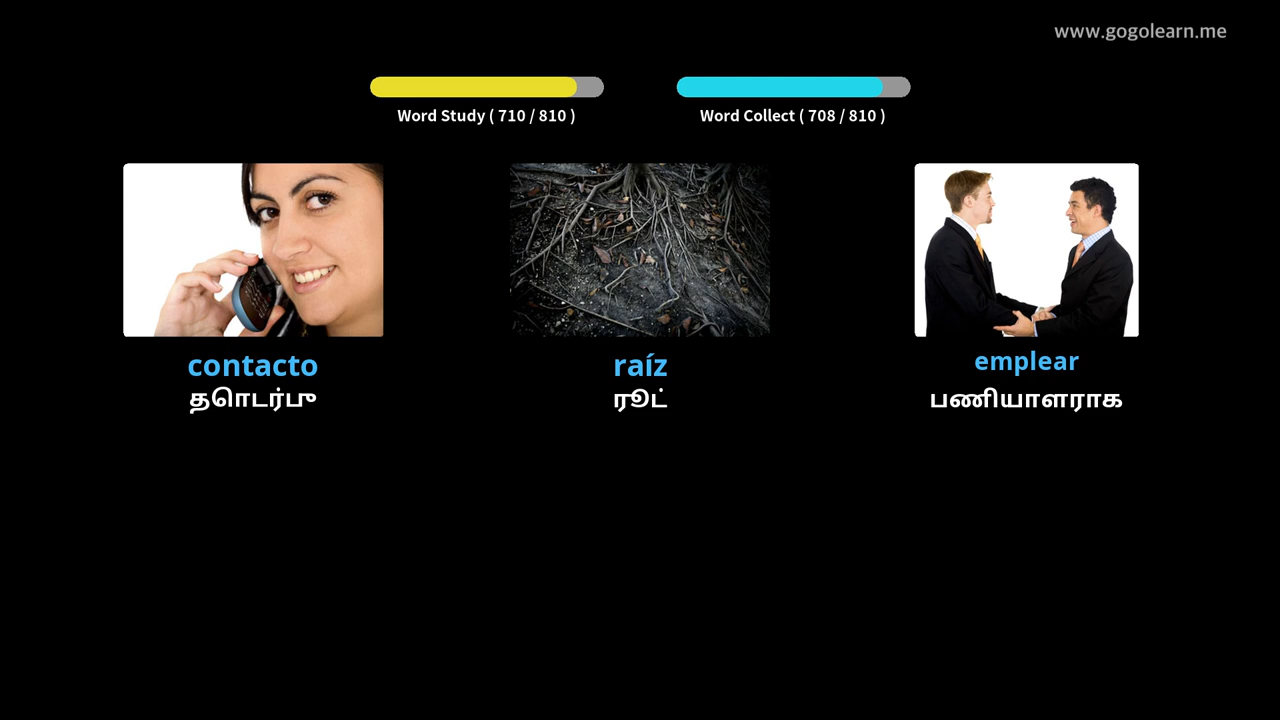 www.gogolearn.me
Word Study ( 710 / 810 )
Word Collect ( 708 / 810 )
contacto
தொடர்பு
raíz
ரூட்
emplear
பணியாளராக